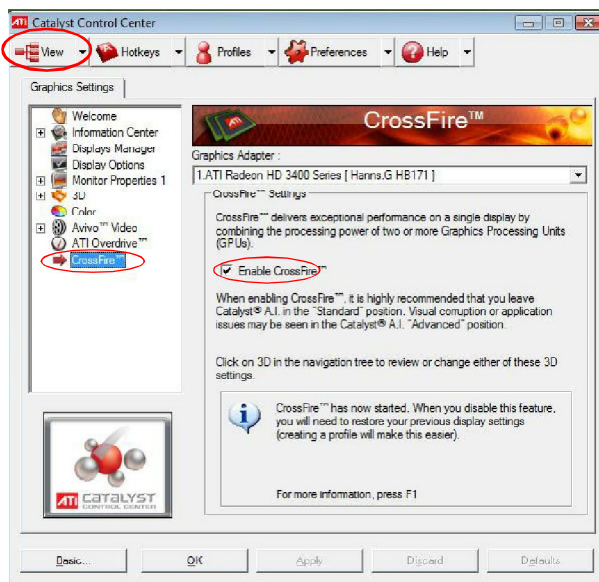 Catalyst Control Center
View
Hotkeys
Profiles
Preferences
Help
Graphics Settings
Welcome
Information Center
Displays Manager
Display Options
Monitor Properties 1
3D
Color
Avivo™ Video
ATI Overdrive™
CrossFire™
ATI
CATALYST
CONTROL CENTER
ATI
CrossFire™
Graphics Adapter :
1.ATI Radeon HD 3400 Series [ Hanns.G HB171 ]
CrossFire™ Settings
CrossFire™ delivers exceptional performance on a single display by
combining the processing power of two or more Graphics Processing Units
(GPUs).
Enable CrossFire™
When enabling CrossFire™, it is highly recommended that you leave
Catalyst® A.I. in the "Standard" position. Visual corruption or application
issues may be seen in the Catalyst® A.I. "Advanced" position.
Click on 3D in the navigation tree to review or change either of these 3D
settings.
CrossFire™ has now started. When you disable this feature,
you will need to restore your previous display settings
(creating a profile will make this easier).
For more information, press F1
Basic...
OK
Apply
Discard
Defaults